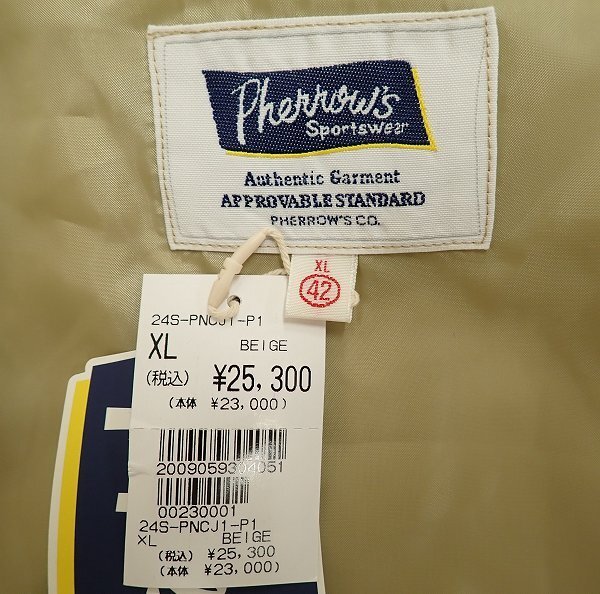 Pherrow's
Sportswear
Authentic Garment
APPROVABLE STANDARD
PHERROW'S CO.
XL
42
24S-PNCJ1-P1
XL BEIGE
(税込) ¥25,300
(本体 ¥23,000)
2009059304051
00230001
24S-PNCJ1-P1
XL BEIGE
(税込) ¥25,300
(本体 ¥23,000)